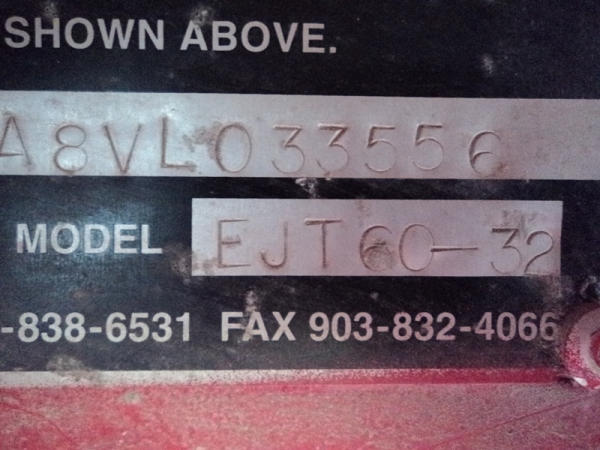 SHOWN ABOVE.
A8VL033556
MODEL EJT60-32
-838-6531 FAX 903-832-4066